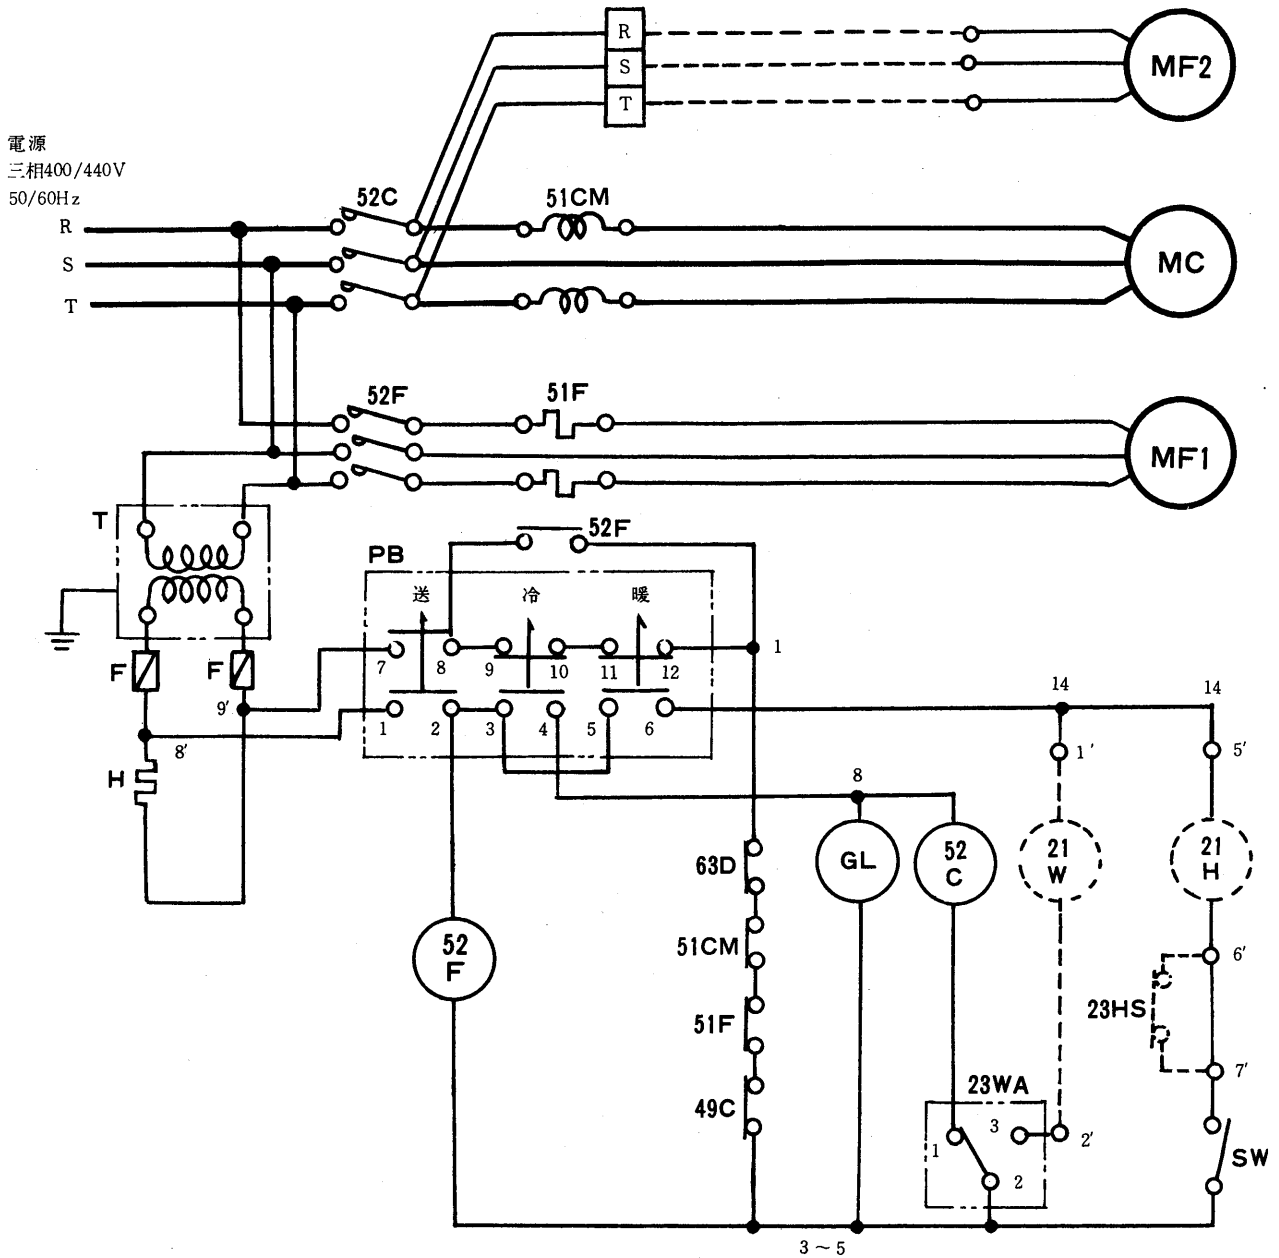 R
S
T
MF2
電源
三相400/440V
50/60Hz
R
S
T
52C
51CM
MC
52F
51F
MF1
T
F
F
9′
8′
H
PB
52F
送
冷
暖
7
8
9
10
11
12
1
1
2
3
4
5
6
14
14
1′
5′
8
63D
GL
52
C
21
W
21
H
51CM
52
F
6′
51F
23HS
7′
49C
23WA
1
3
2
2′
SW
3～5